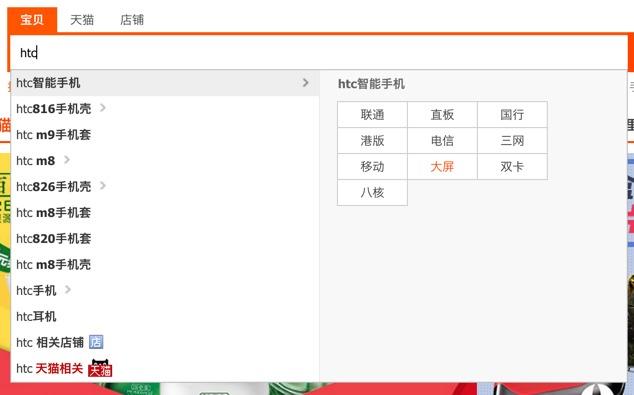 宝贝 天猫 店铺
htc
htc智能手机
htc816手机壳
htc m9手机套
htc m8
htc826手机壳
htc m8手机套
htc820手机套
htc m8手机壳
htc手机
htc耳机
htc 相关店铺 店
htc 天猫相关 天猫
htc智能手机
联通 直板 国行
港版 电信 三网
移动 大屏 双卡
八核
猫